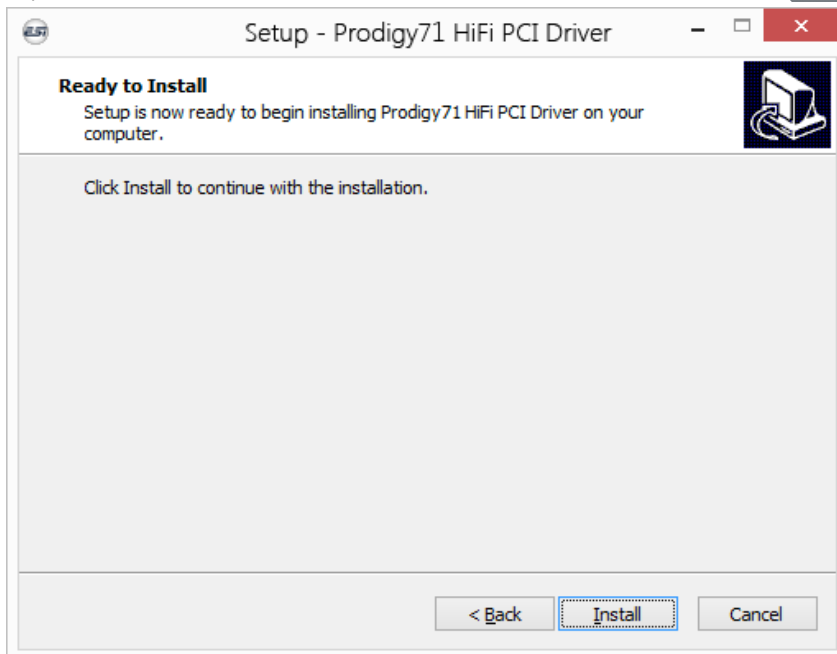 Setup - Prodigy71 HiFi PCI Driver
Ready to Install
Setup is now ready to begin installing Prodigy71 HiFi PCI Driver on your
computer.
Click Install to continue with the installation.
< Back
Install
Cancel